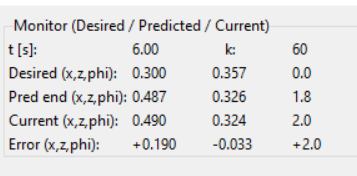 Monitor (Desired / Predicted / Current)
t [s]: 6.00 k: 60
Desired (x,z,phi): 0.300 0.357 0.0
Pred end (x,z,phi): 0.487 0.326 1.8
Current (x,z,phi): 0.490 0.324 2.0
Error (x,z,phi): +0.190 -0.033 +2.0